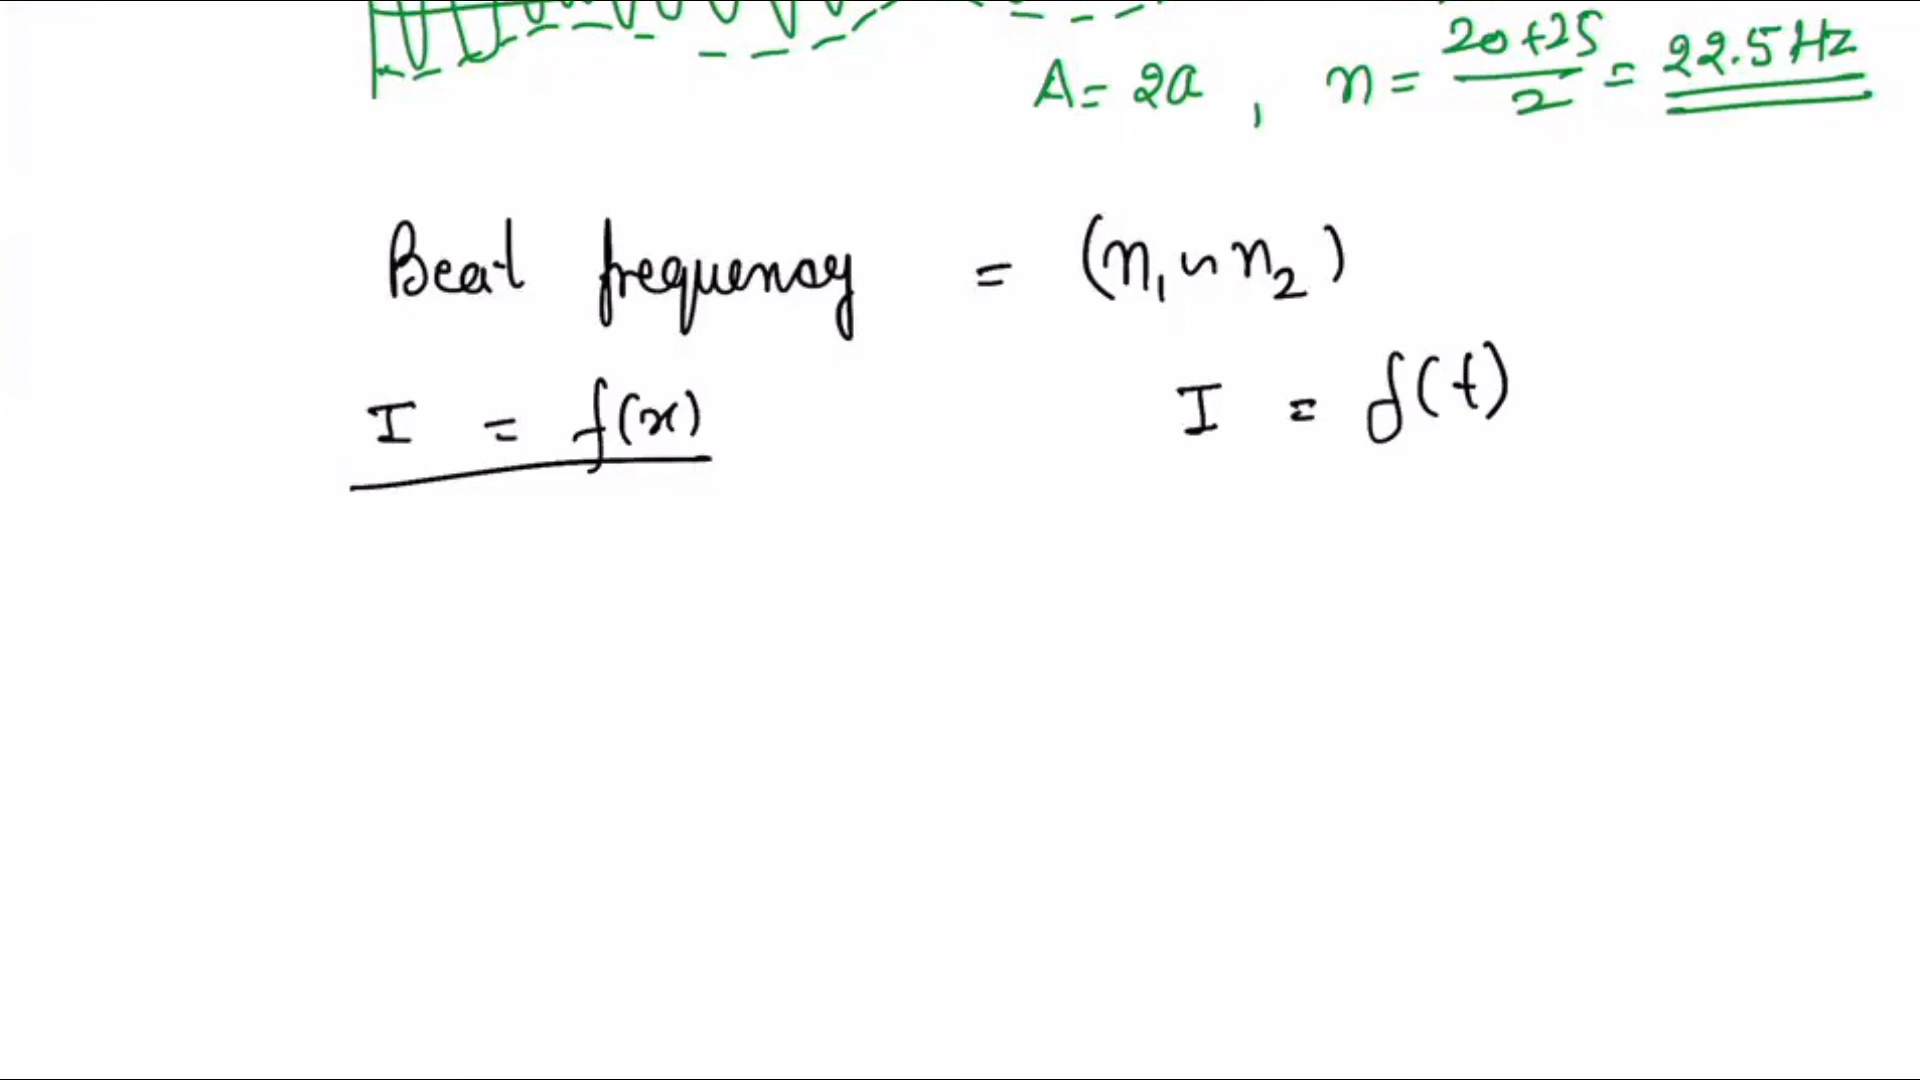 A = 2a , n = (20+25)/2 = 22.5 Hz
Beat frequency = (n₁ ~ n₂)
I = f(x) I = f(t)